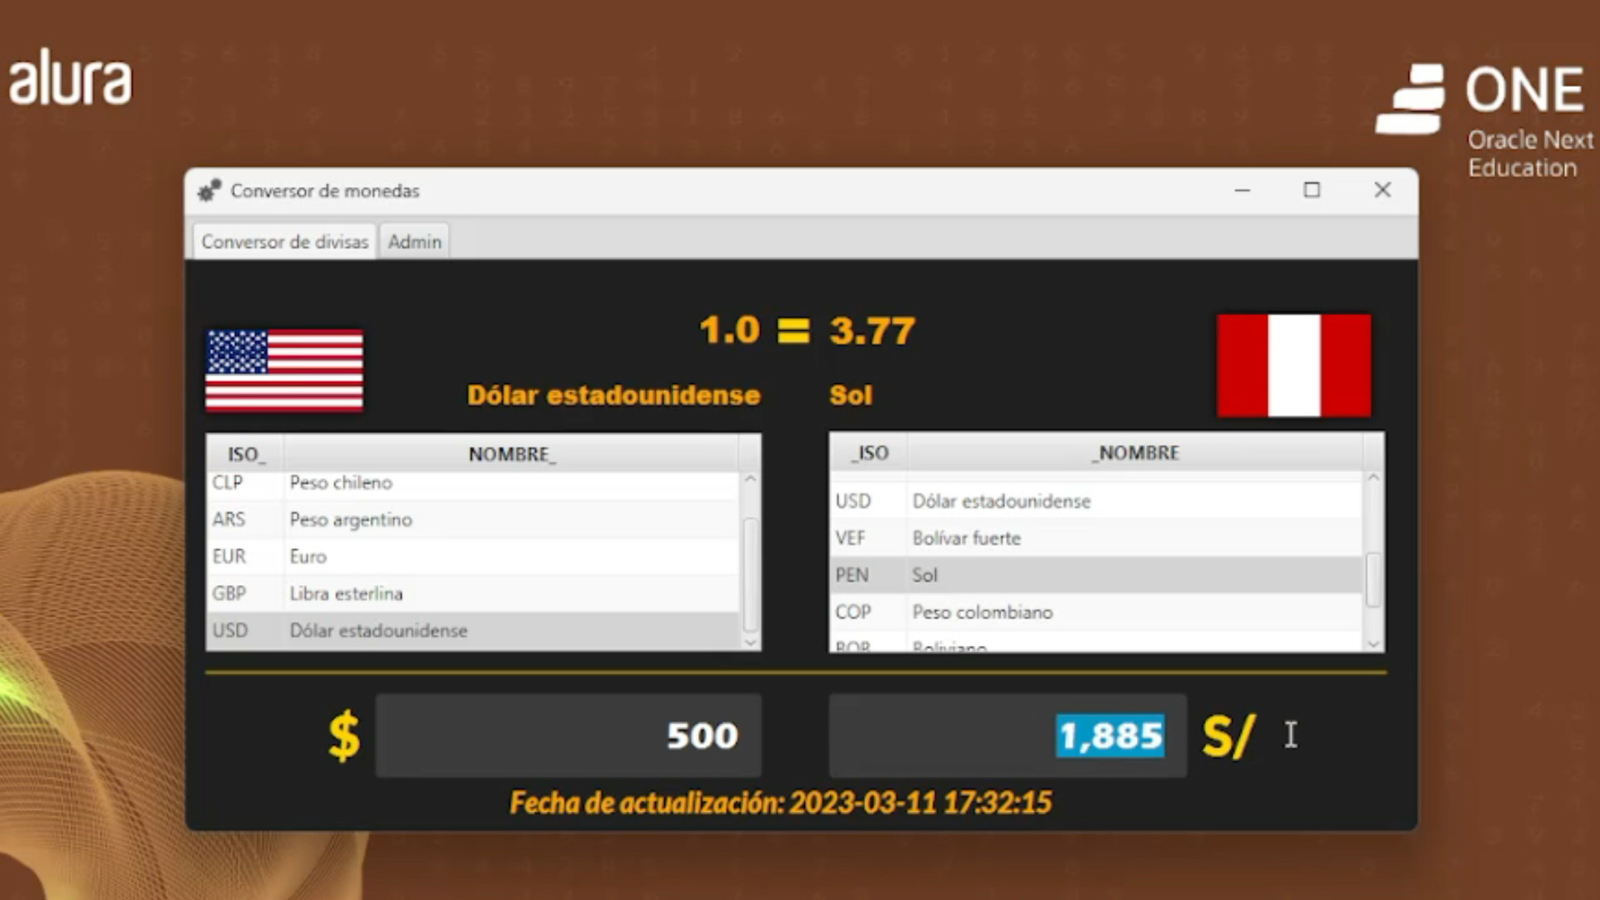 alura
ONE
Oracle Next
Education
Conversor de monedas
Conversor de divisas
Admin
1.0 = 3.77
Dólar estadounidense
Sol
ISO_ NOMBRE_
CLP Peso chileno
ARS Peso argentino
EUR Euro
GBP Libra esterlina
USD Dólar estadounidense
_ISO _NOMBRE
USD Dólar estadounidense
VEF Bolívar fuerte
PEN Sol
COP Peso colombiano
BOB Boliviano
$ 500
1,885 S/
Fecha de actualización: 2023-03-11 17:32:15